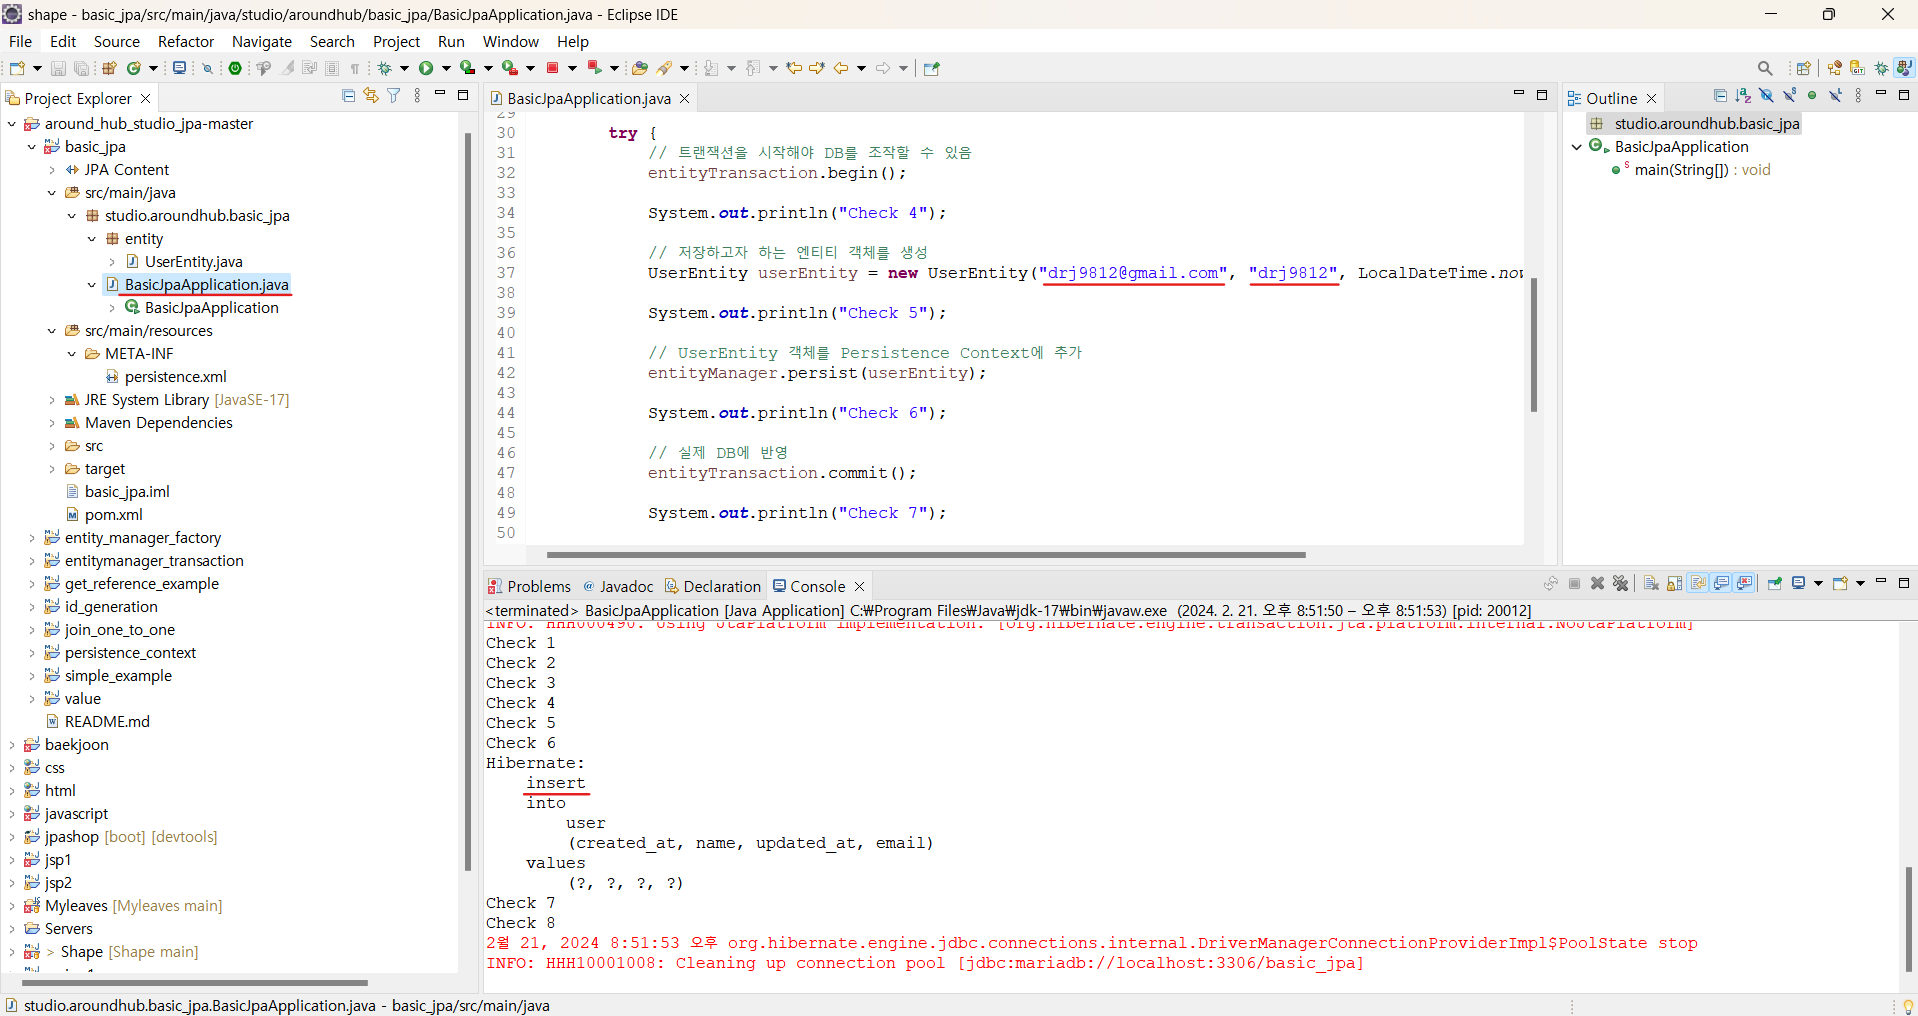 shape - basic_jpa/src/main/java/studio/aroundhub/basic_jpa/BasicJpaApplication.java - Eclipse IDE
File Edit Source Refactor Navigate Search Project Run Window Help
Project Explorer
around_hub_studio_jpa-master
basic_jpa
JPA Content
src/main/java
studio.aroundhub.basic_jpa
entity
UserEntity.java
BasicJpaApplication.java
BasicJpaApplication
src/main/resources
META-INF
persistence.xml
JRE System Library [JavaSE-17]
Maven Dependencies
src
target
basic_jpa.iml
pom.xml
entity_manager_factory
entitymanager_transaction
get_reference_example
id_generation
join_one_to_one
persistence_context
simple_example
value
README.md
baekjoon
css
html
javascript
jpashop [boot] [devtools]
jsp1
jsp2
Myleaves [Myleaves main]
Servers
> Shape [Shape main]
BasicJpaApplication.java
29
30 try {
31 // 트랜잭션을 시작해야 DB를 조작할 수 있음
32 entityTransaction.begin();
33
34 System.out.println("Check 4");
35
36 // 저장하고자 하는 엔티티 객체를 생성
37 UserEntity userEntity = new UserEntity("drj9812@gmail.com", "drj9812", LocalDateTime.now
38
39 System.out.println("Check 5");
40
41 // UserEntity 객체를 Persistence Context에 추가
42 entityManager.persist(userEntity);
43
44 System.out.println("Check 6");
45
46 // 실제 DB에 반영
47 entityTransaction.commit();
48
49 System.out.println("Check 7");
50
Outline
studio.aroundhub.basic_jpa
BasicJpaApplication
main(String[]) : void
Problems @ Javadoc Declaration Console
<terminated> BasicJpaApplication [Java Application] C:₩Program Files₩Java₩jdk-17₩bin₩javaw.exe (2024. 2. 21. 오후 8:51:50 – 오후 8:51:53) [pid: 20012]
INFO: HHH000490: Using JtaPlatform implementation: [org.hibernate.engine.transaction.jta.platform.internal.NoJtaPlatform]
Check 1
Check 2
Check 3
Check 4
Check 5
Check 6
Hibernate:
insert
into
user
(created_at, name, updated_at, email)
values
(?, ?, ?, ?)
Check 7
Check 8
2월 21, 2024 8:51:53 오후 org.hibernate.engine.jdbc.connections.internal.DriverManagerConnectionProviderImpl$PoolState stop
INFO: HHH10001008: Cleaning up connection pool [jdbc:mariadb://localhost:3306/basic_jpa]
studio.aroundhub.basic_jpa.BasicJpaApplication.java - basic_jpa/src/main/java